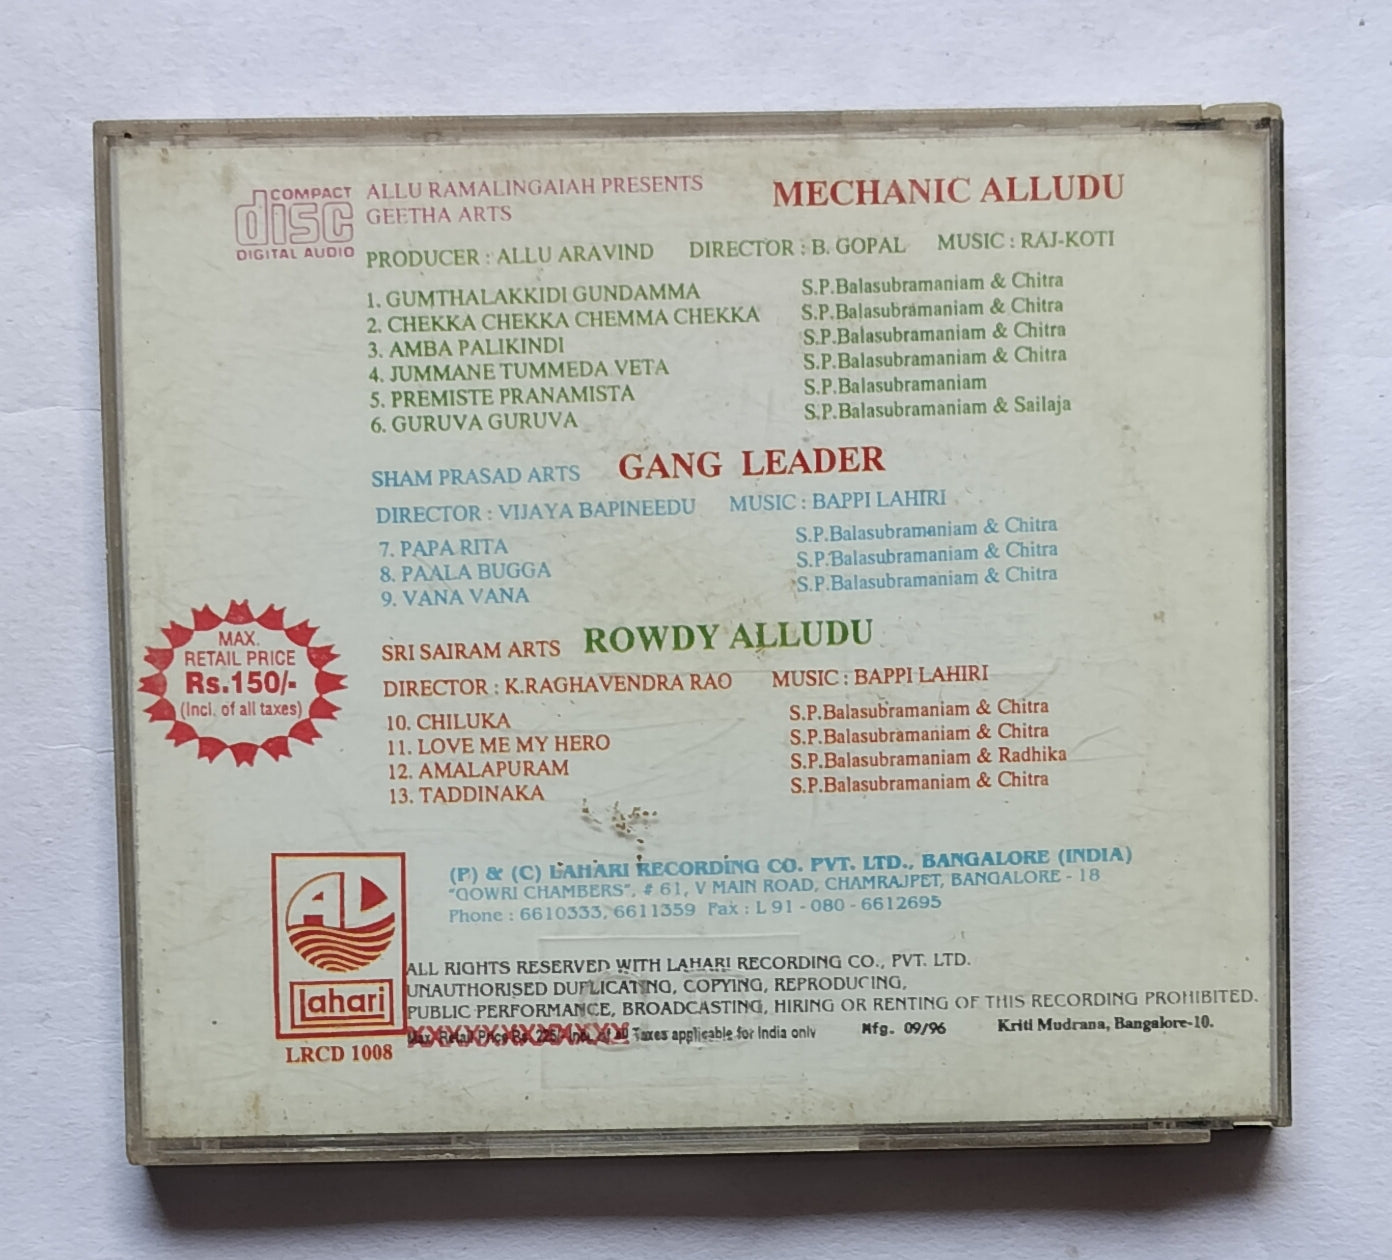 COMPACT
disc
DIGITAL AUDIO
ALLU RAMALINGAIAH PRESENTS
GEETHA ARTS
MECHANIC ALLUDU
PRODUCER : ALLU ARAVIND DIRECTOR : B. GOPAL MUSIC : RAJ-KOTI
1. GUMTHALAKKIDI GUNDAMMA S.P.Balasubramaniam & Chitra
2. CHEKKA CHEKKA CHEMMA CHEKKA S.P.Balasubramaniam & Chitra
3. AMBA PALIKINDI S.P.Balasubramaniam & Chitra
4. JUMMANE TUMMEDA VETA S.P.Balasubramaniam & Chitra
5. PREMISTE PRANAMISTA S.P.Balasubramaniam
6. GURUVA GURUVA S.P.Balasubramaniam & Sailaja
SHAM PRASAD ARTS GANG LEADER
DIRECTOR : VIJAYA BAPINEEDU MUSIC : BAPPI LAHIRI
7. PAPA RITA S.P.Balasubramaniam & Chitra
8. PAALA BUGGA S.P.Balasubramaniam & Chitra
9. VANA VANA S.P.Balasubramaniam & Chitra
SRI SAIRAM ARTS ROWDY ALLUDU
DIRECTOR : K.RAGHAVENDRA RAO MUSIC : BAPPI LAHIRI
10. CHILUKA S.P.Balasubramaniam & Chitra
11. LOVE ME MY HERO S.P.Balasubramaniam & Chitra
12. AMALAPURAM S.P.Balasubramaniam & Radhika
13. TADDINAKA S.P.Balasubramaniam & Chitra
MAX.
RETAIL PRICE
Rs.150/-
(Incl. of all taxes)
(P) & (C) LAHARI RECORDING CO. PVT. LTD., BANGALORE (INDIA)
"GOWRI CHAMBERS", # 61, V MAIN ROAD, CHAMRAJPET, BANGALORE - 18
Phone : 6610333, 6611359 Fax : L 91 - 080 - 6612695
lahari
LRCD 1008
ALL RIGHTS RESERVED WITH LAHARI RECORDING CO., PVT. LTD.
UNAUTHORISED DUPLICATING, COPYING, REPRODUCING,
PUBLIC PERFORMANCE, BROADCASTING, HIRING OR RENTING OF THIS RECORDING PROHIBITED.
Max. Retail Price Rs. 225/- Taxes applicable for India only Mfg. 09/96 Kriti Mudrana, Bangalore-10.